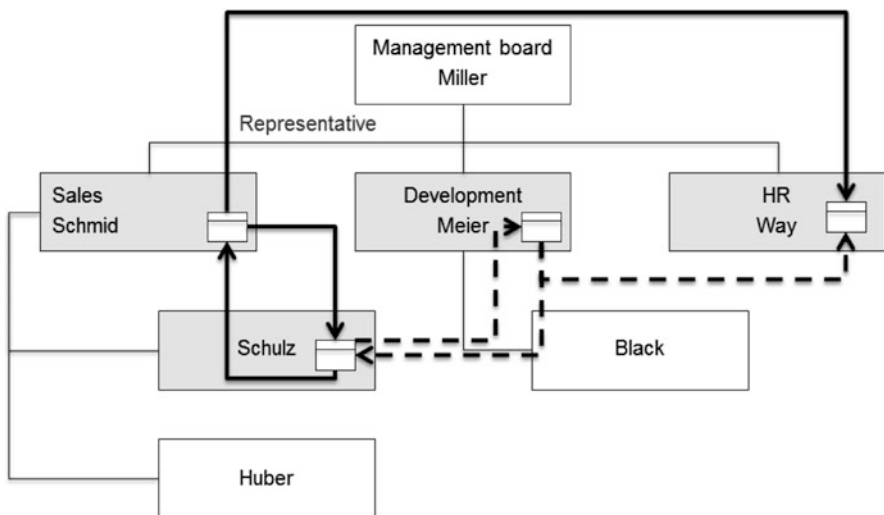 Management board
Miller
Representative
Sales
Schmid
Development
Meier
HR
Way
Schulz
Black
Huber